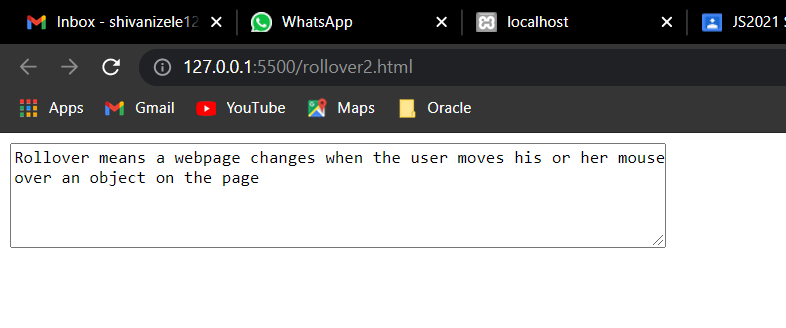 Inbox - shivanizele12
WhatsApp
localhost
JS2021 S
127.0.0.1:5500/rollover2.html
Apps
Gmail
YouTube
Maps
Oracle
Rollover means a webpage changes when the user moves his or her mouse
over an object on the page